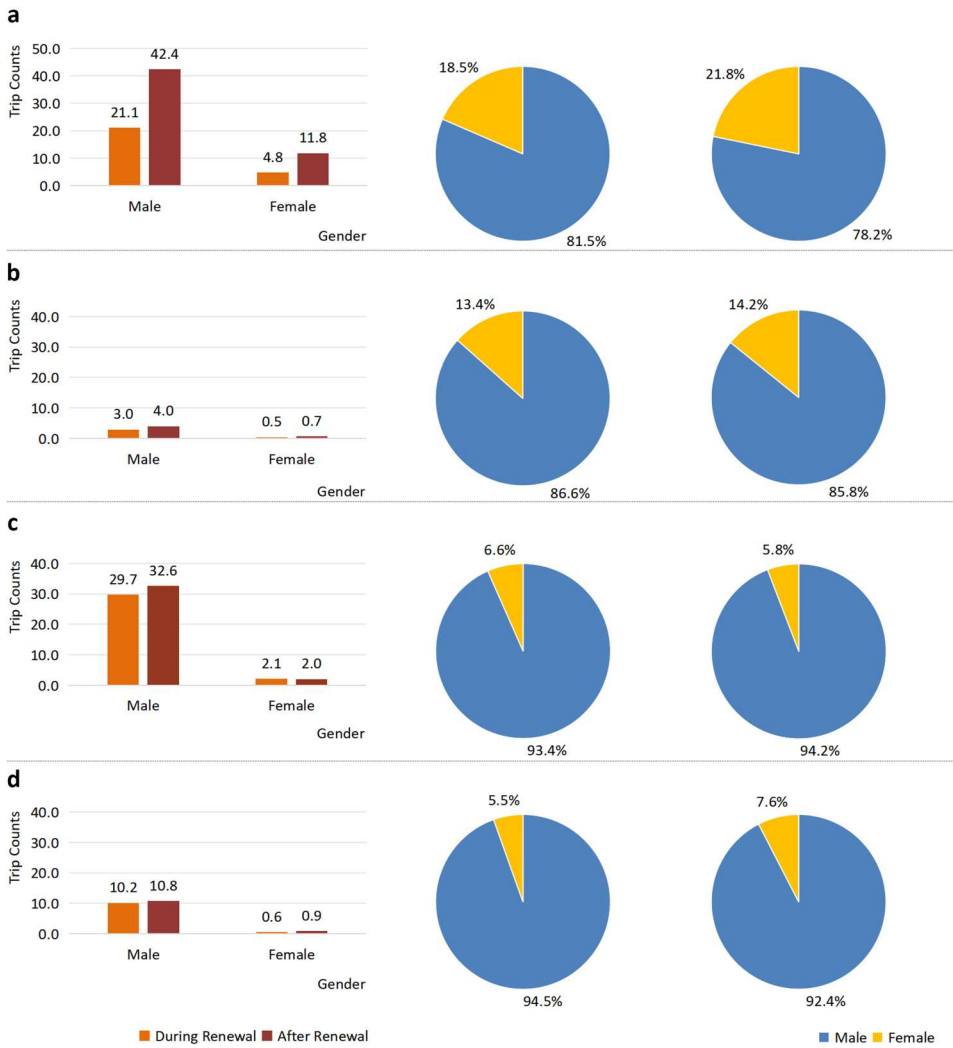 a
Trip Counts
50.0
40.0
30.0
20.0
10.0
0.0
21.1
42.4
4.8
11.8
Male
Female
Gender
18.5%
81.5%
21.8%
78.2%
b
Trip Counts
40.0
30.0
20.0
10.0
0.0
3.0
4.0
0.5
0.7
Male
Female
Gender
13.4%
86.6%
14.2%
85.8%
c
Trip Counts
40.0
30.0
20.0
10.0
0.0
29.7
32.6
2.1
2.0
Male
Female
Gender
6.6%
93.4%
5.8%
94.2%
d
Trip Counts
40.0
30.0
20.0
10.0
0.0
10.2
10.8
0.6
0.9
Male
Female
Gender
5.5%
94.5%
7.6%
92.4%
During Renewal After Renewal
Male Female